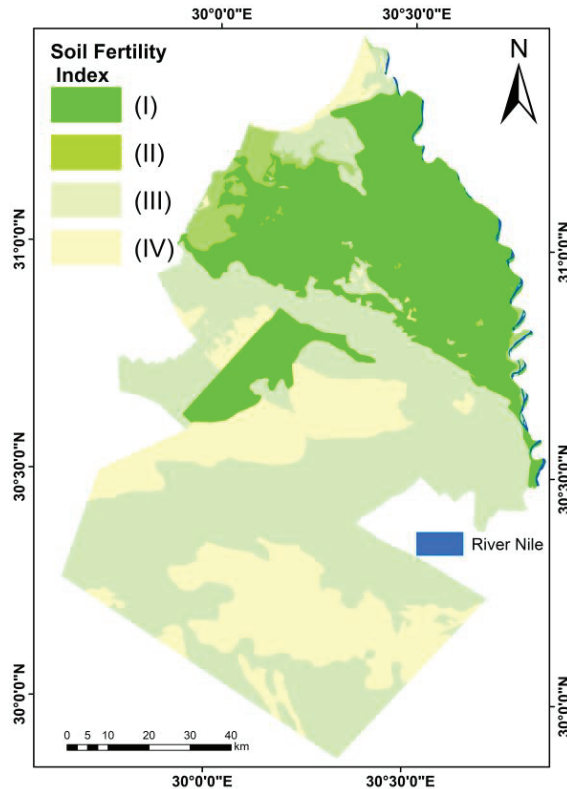 30°0'0"E 30°30'0"E
Soil Fertility
Index
(I)
(II)
(III)
(IV)
N
31°0'0"N
31°0'0"N
30°30'0"N
30°30'0"N
River Nile
30°0'0"N
30°0'0"N
0 5 10 20 30 40
km
30°0'0"E 30°30'0"E